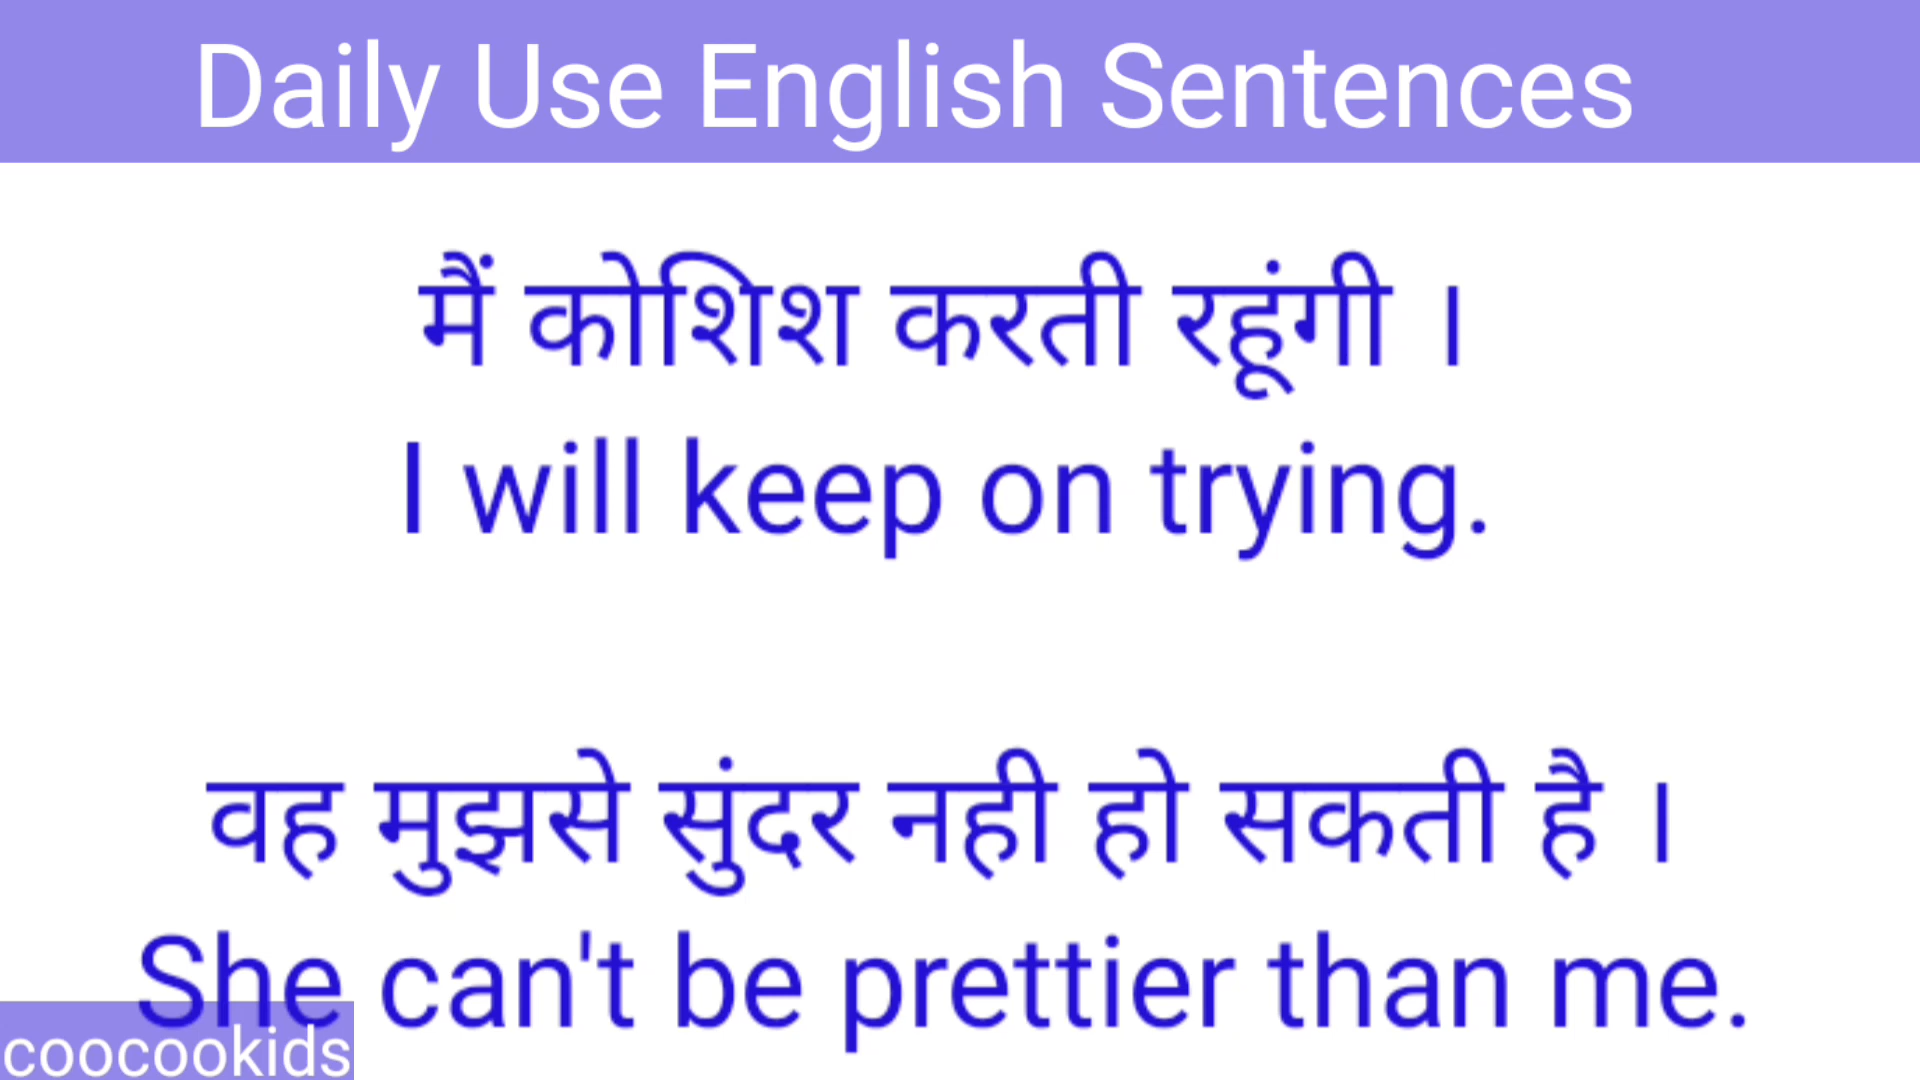 Daily Use English Sentences
मैं कोशिश करती रहूंगी ।
I will keep on trying.
वह मुझसे सुंदर नही हो सकती है ।
She can't be prettier than me.
coocookids